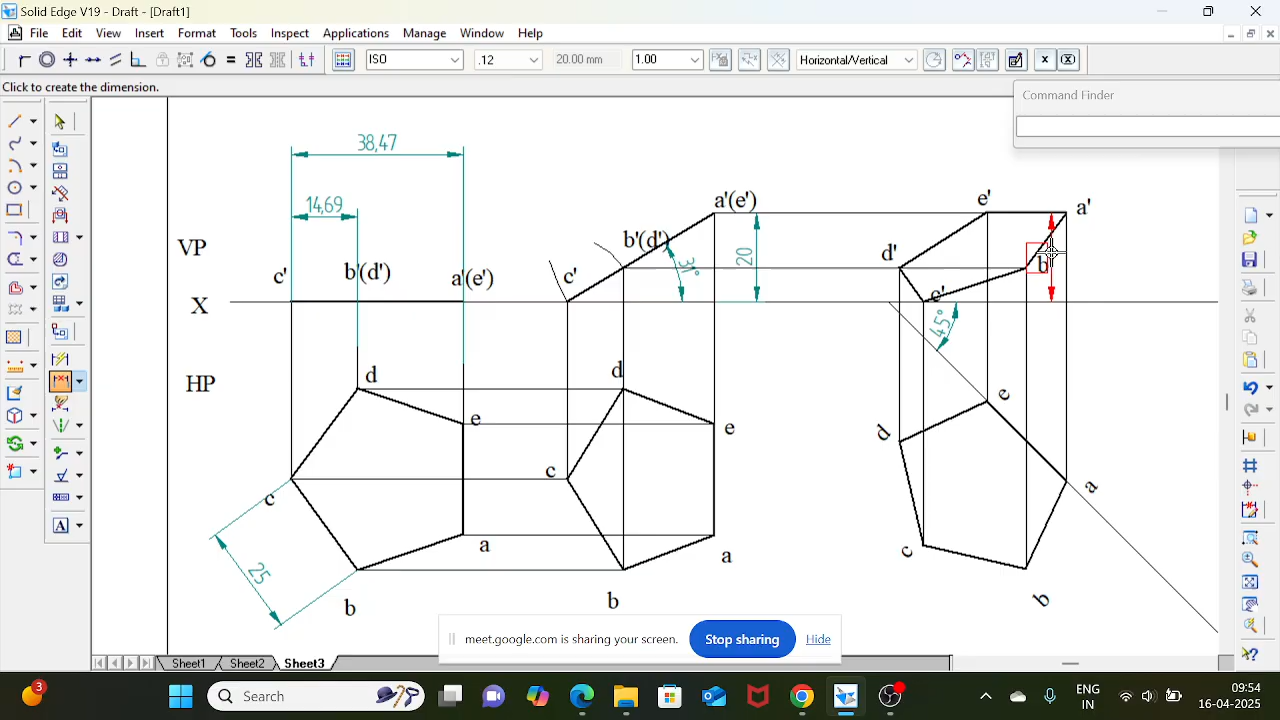 Solid Edge V19 - Draft - [Draft1]
File Edit View Insert Format Tools Inspect Applications Manage Window Help
ISO .12 20.00 mm 1.00 Horizontal/Vertical
Click to create the dimension.
Command Finder
38,47
14,69
VP
c'
b'(d')
a'(e')
X
HP
d
e
c
a
b
25
a'(e')
b'(d')
c'
31°
20
d
e
c
a
b
e'
a'
d'
b'
c'
45°
e
d
a
c
b
meet.google.com is sharing your screen. Stop sharing Hide
Sheet1 Sheet2 Sheet3
3
Search
ENG
IN
09:54
16-04-2025